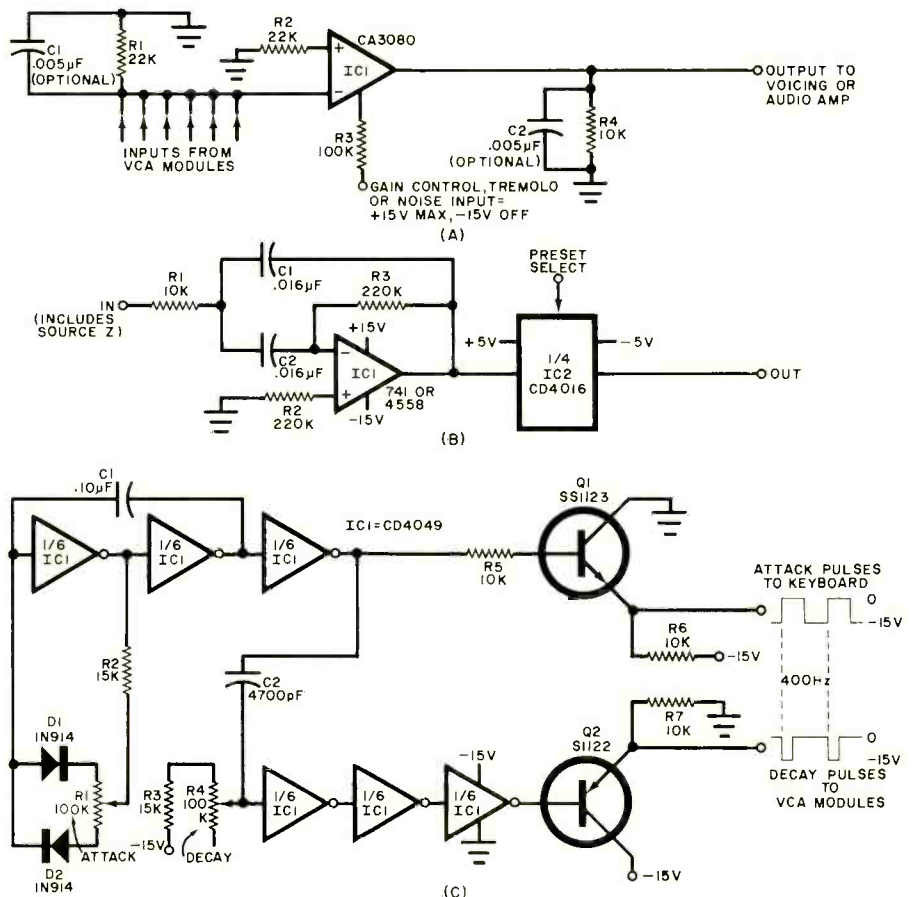 C1
.005µF
(OPTIONAL)
R1
22K
R2
22K
+
CA3080
IC1
−
INPUTS FROM
VCA MODULES
R3
100K
GAIN CONTROL, TREMOLO
OR NOISE INPUT=
+15V MAX, −15V OFF
C2
.005µF
(OPTIONAL)
R4
10K
OUTPUT TO
VOICING OR
AUDIO AMP
(A)
R1
10K
IN
(INCLUDES
SOURCE Z)
C1
.016µF
R3
220K
C2
.016µF
+15V
−
IC1
+
741 OR
4558
−15V
R2
220K
PRESET
SELECT
+5V
1/4
IC2
CD4016
−5V
OUT
(B)
C1
.10µF
1/6
IC1
1/6
IC1
1/6
IC1
IC1=CD4049
R5
10K
Q1
SS1123
ATTACK PULSES
TO KEYBOARD
0
−15V
R6
10K
−15V
R2
15K
C2
4700pF
400Hz
D1
1N914
R1
100K
ATTACK
D2
1N914
R3
15K
R4
100
K
−15V
DECAY
1/6
IC1
1/6
IC1
−15V
1/6
IC1
Q2
S1122
R7
10K
0
−15V
DECAY PULSES
TO
VCA MODULES
−15V
(C)